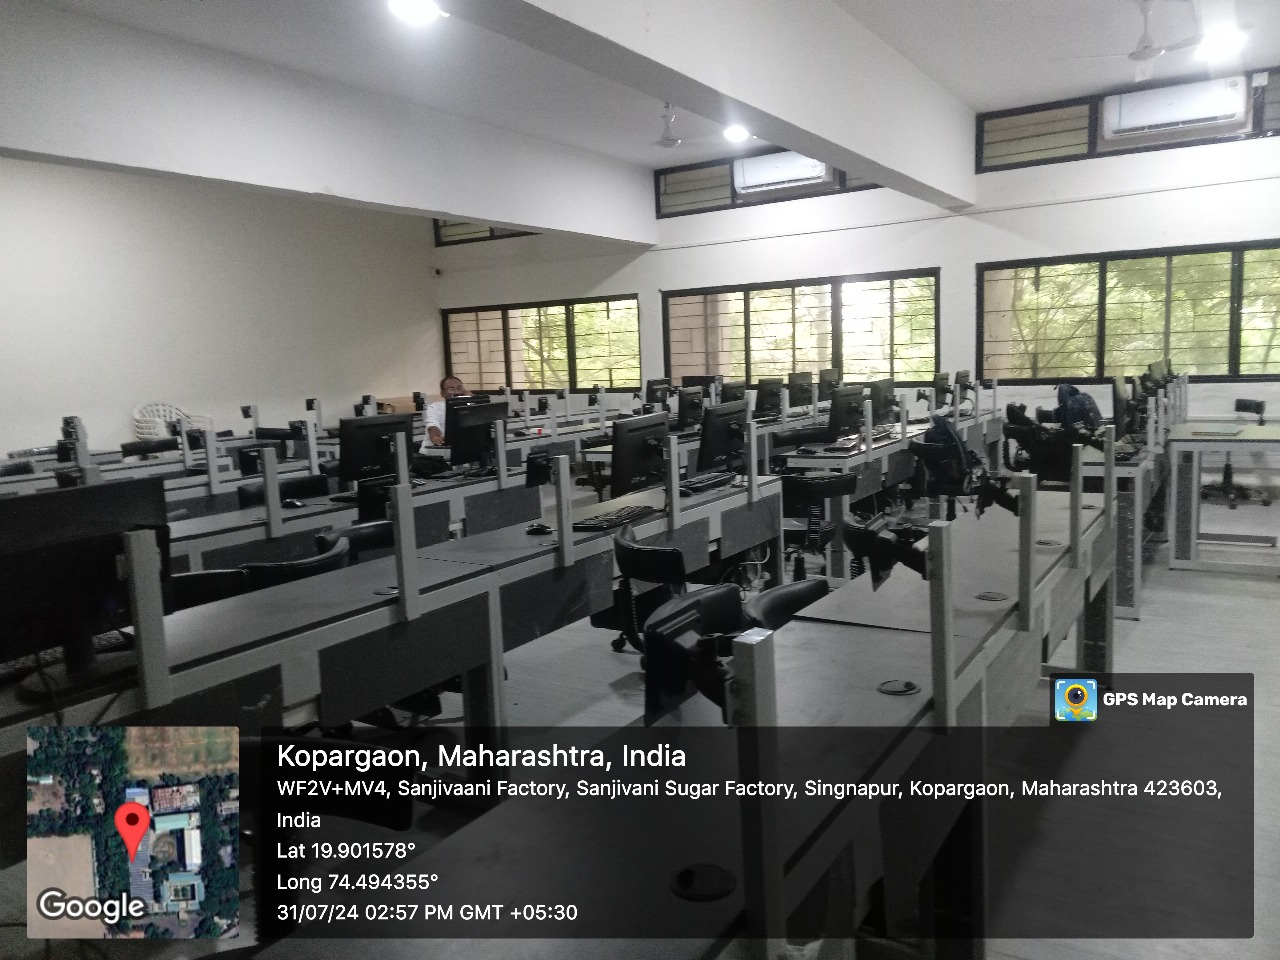 GPS Map Camera
Kopargaon, Maharashtra, India
WF2V+MV4, Sanjivaani Factory, Sanjivani Sugar Factory, Singnapur, Kopargaon, Maharashtra 423603,
India
Lat 19.901578°
Long 74.494355°
31/07/24 02:57 PM GMT +05:30
Google